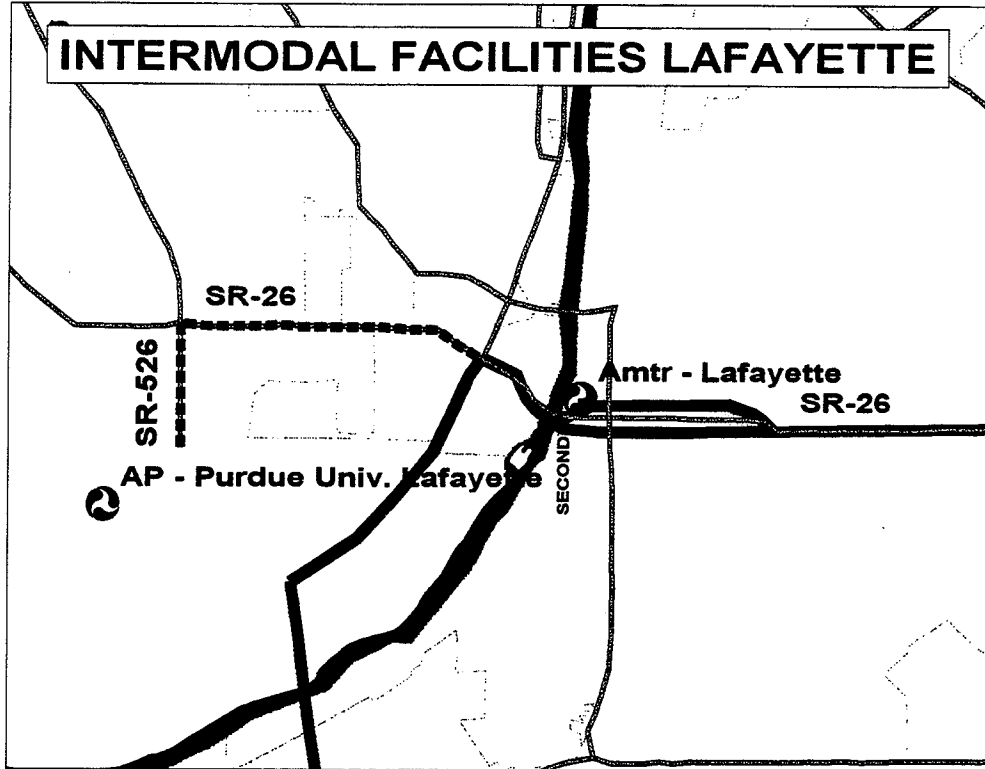 INTERMODAL FACILITIES LAFAYETTE
SR-26
SR-526
Amtr - Lafayette
SR-26
AP - Purdue Univ. Lafayette
SECOND